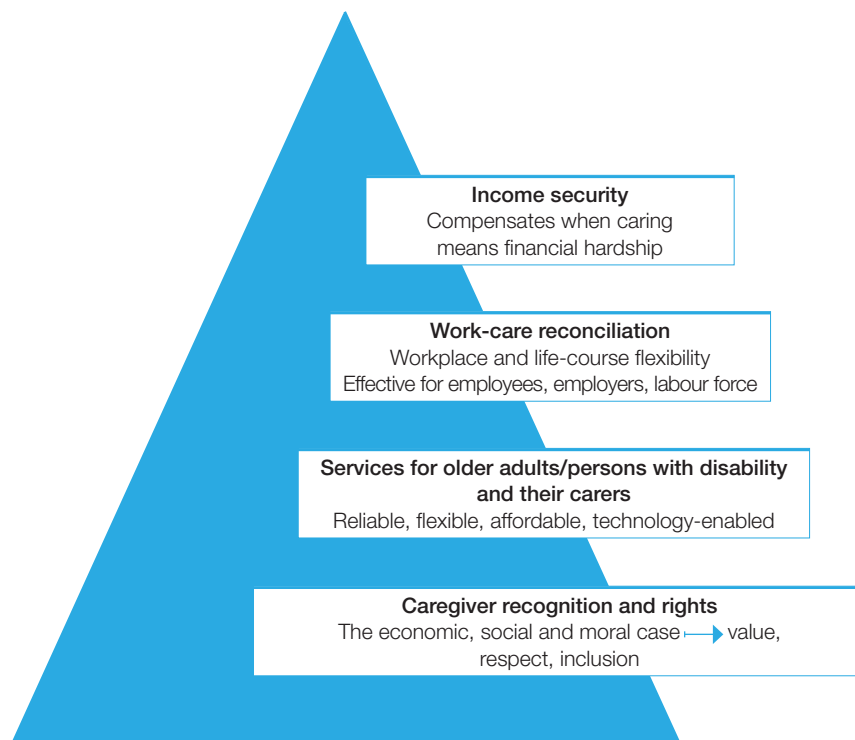 Income security
Compensates when caring
means financial hardship
Work-care reconciliation
Workplace and life-course flexibility
Effective for employees, employers, labour force
Services for older adults/persons with disability
and their carers
Reliable, flexible, affordable, technology-enabled
Caregiver recognition and rights
The economic, social and moral case → value,
respect, inclusion